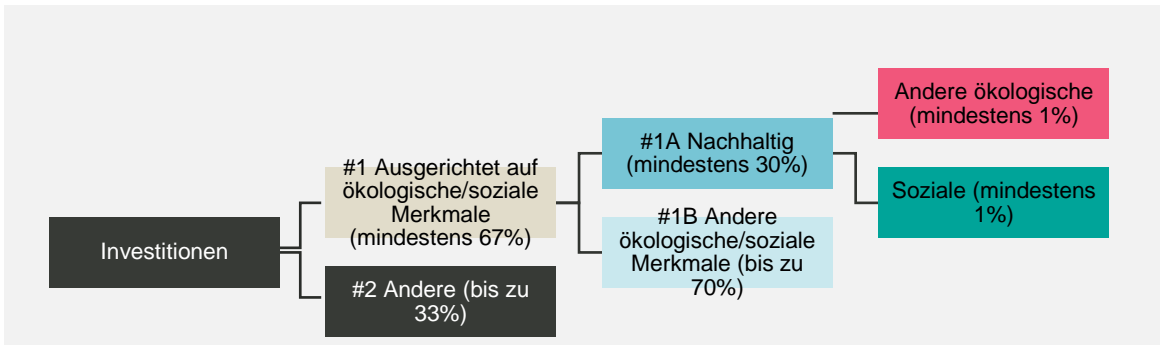 Investitionen
#1 Ausgerichtet auf
ökologische/soziale
Merkmale
(mindestens 67%)
#2 Andere (bis zu
33%)
#1A Nachhaltig
(mindestens 30%)
#1B Andere
ökologische/soziale
Merkmale (bis zu
70%)
Andere ökologische
(mindestens 1%)
Soziale (mindestens
1%)